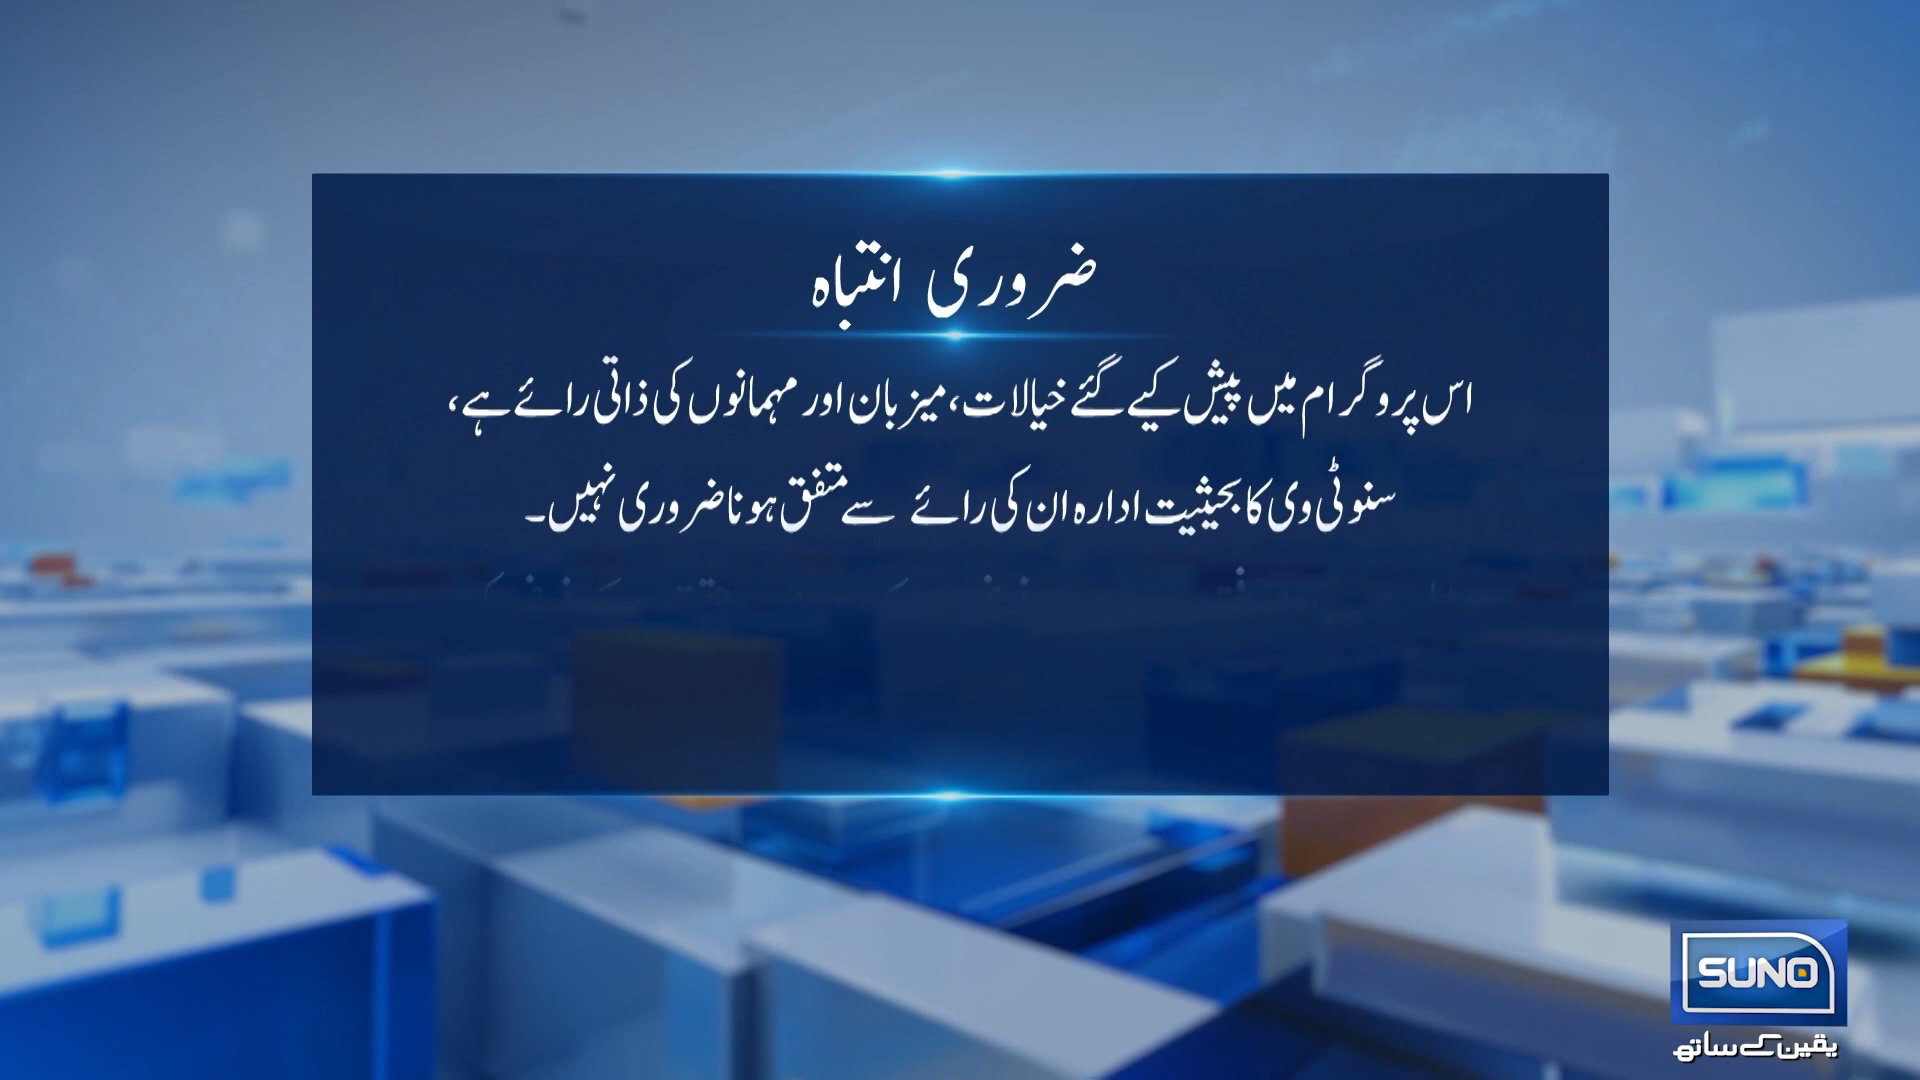 ضروری انتباہ
اس پروگرام میں پیش کیے گئے خیالات، میزبان اور مہمانوں کی ذاتی رائے ہے،
سنو ٹی وی کا بحیثیت ادارہ ان کی رائے سے متفق ہونا ضروری نہیں۔
SUNO
یقین کے ساتھ